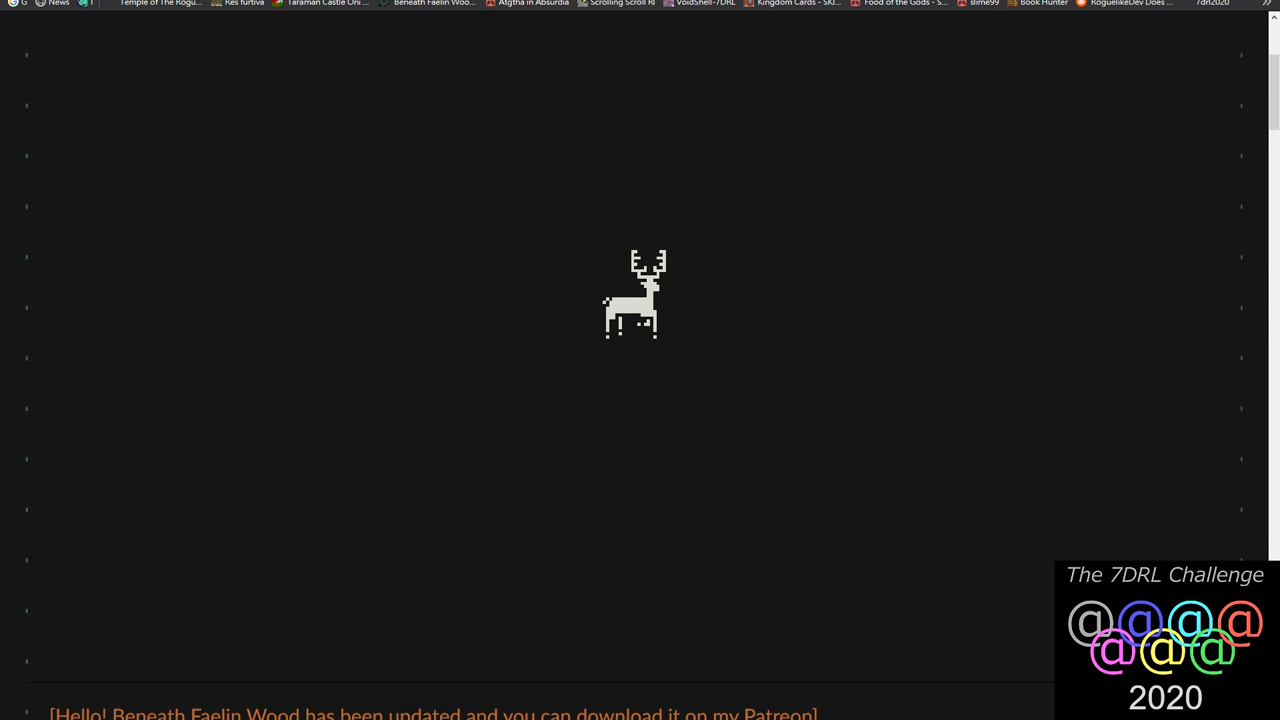 G News Temple of The Rogu... Res furtiva Taraman Castle Oni ... Beneath Faelin Woo... Atgtha in Absurdia Scrolling Scroll RI VoidShell-7DRL Kingdom Cards - SKI... Food of the Gods - S... slime99 Book Hunter RoguelikeDev Does ... 7drl2020 »
The 7DRL Challenge
@@@@
@@@
2020
[Hello! Beneath Faelin Wood has been updated and you can download it on my Patreon]